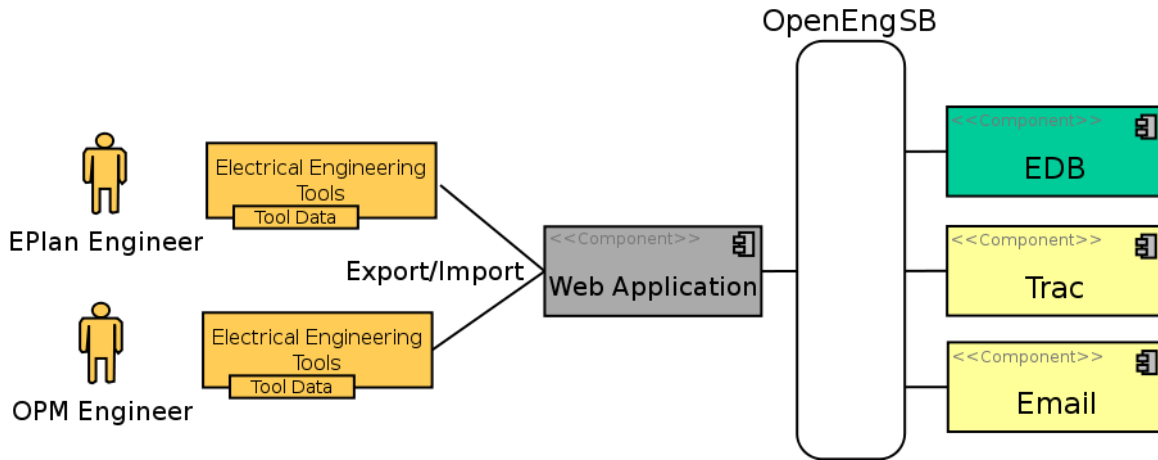 OpenEngSB
<<Component>>
EDB
Electrical Engineering
Tools
Tool Data
EPlan Engineer
<<Component>>
Web Application
Export/Import
<<Component>>
Trac
Electrical Engineering
Tools
Tool Data
OPM Engineer
<<Component>>
Email